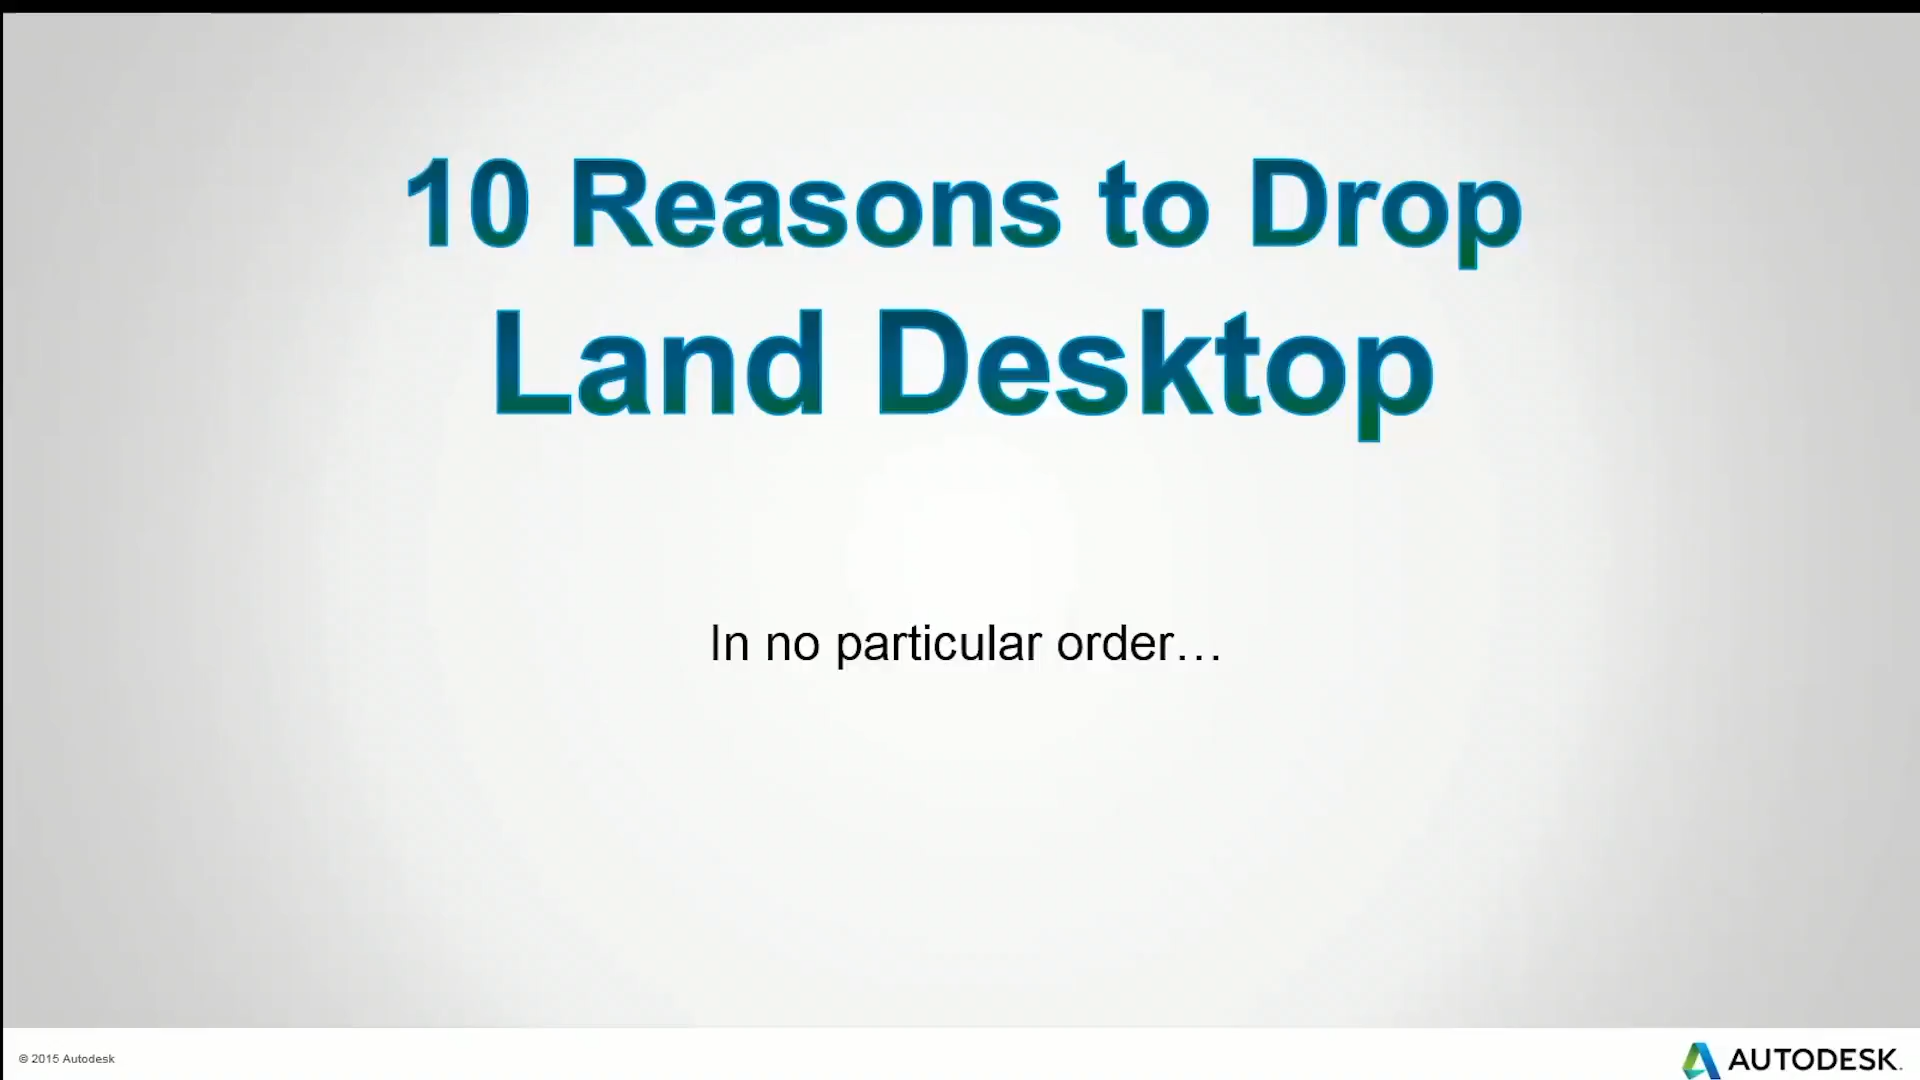 10 Reasons to Drop
Land Desktop
In no particular order…
© 2015 Autodesk
AUTODESK.